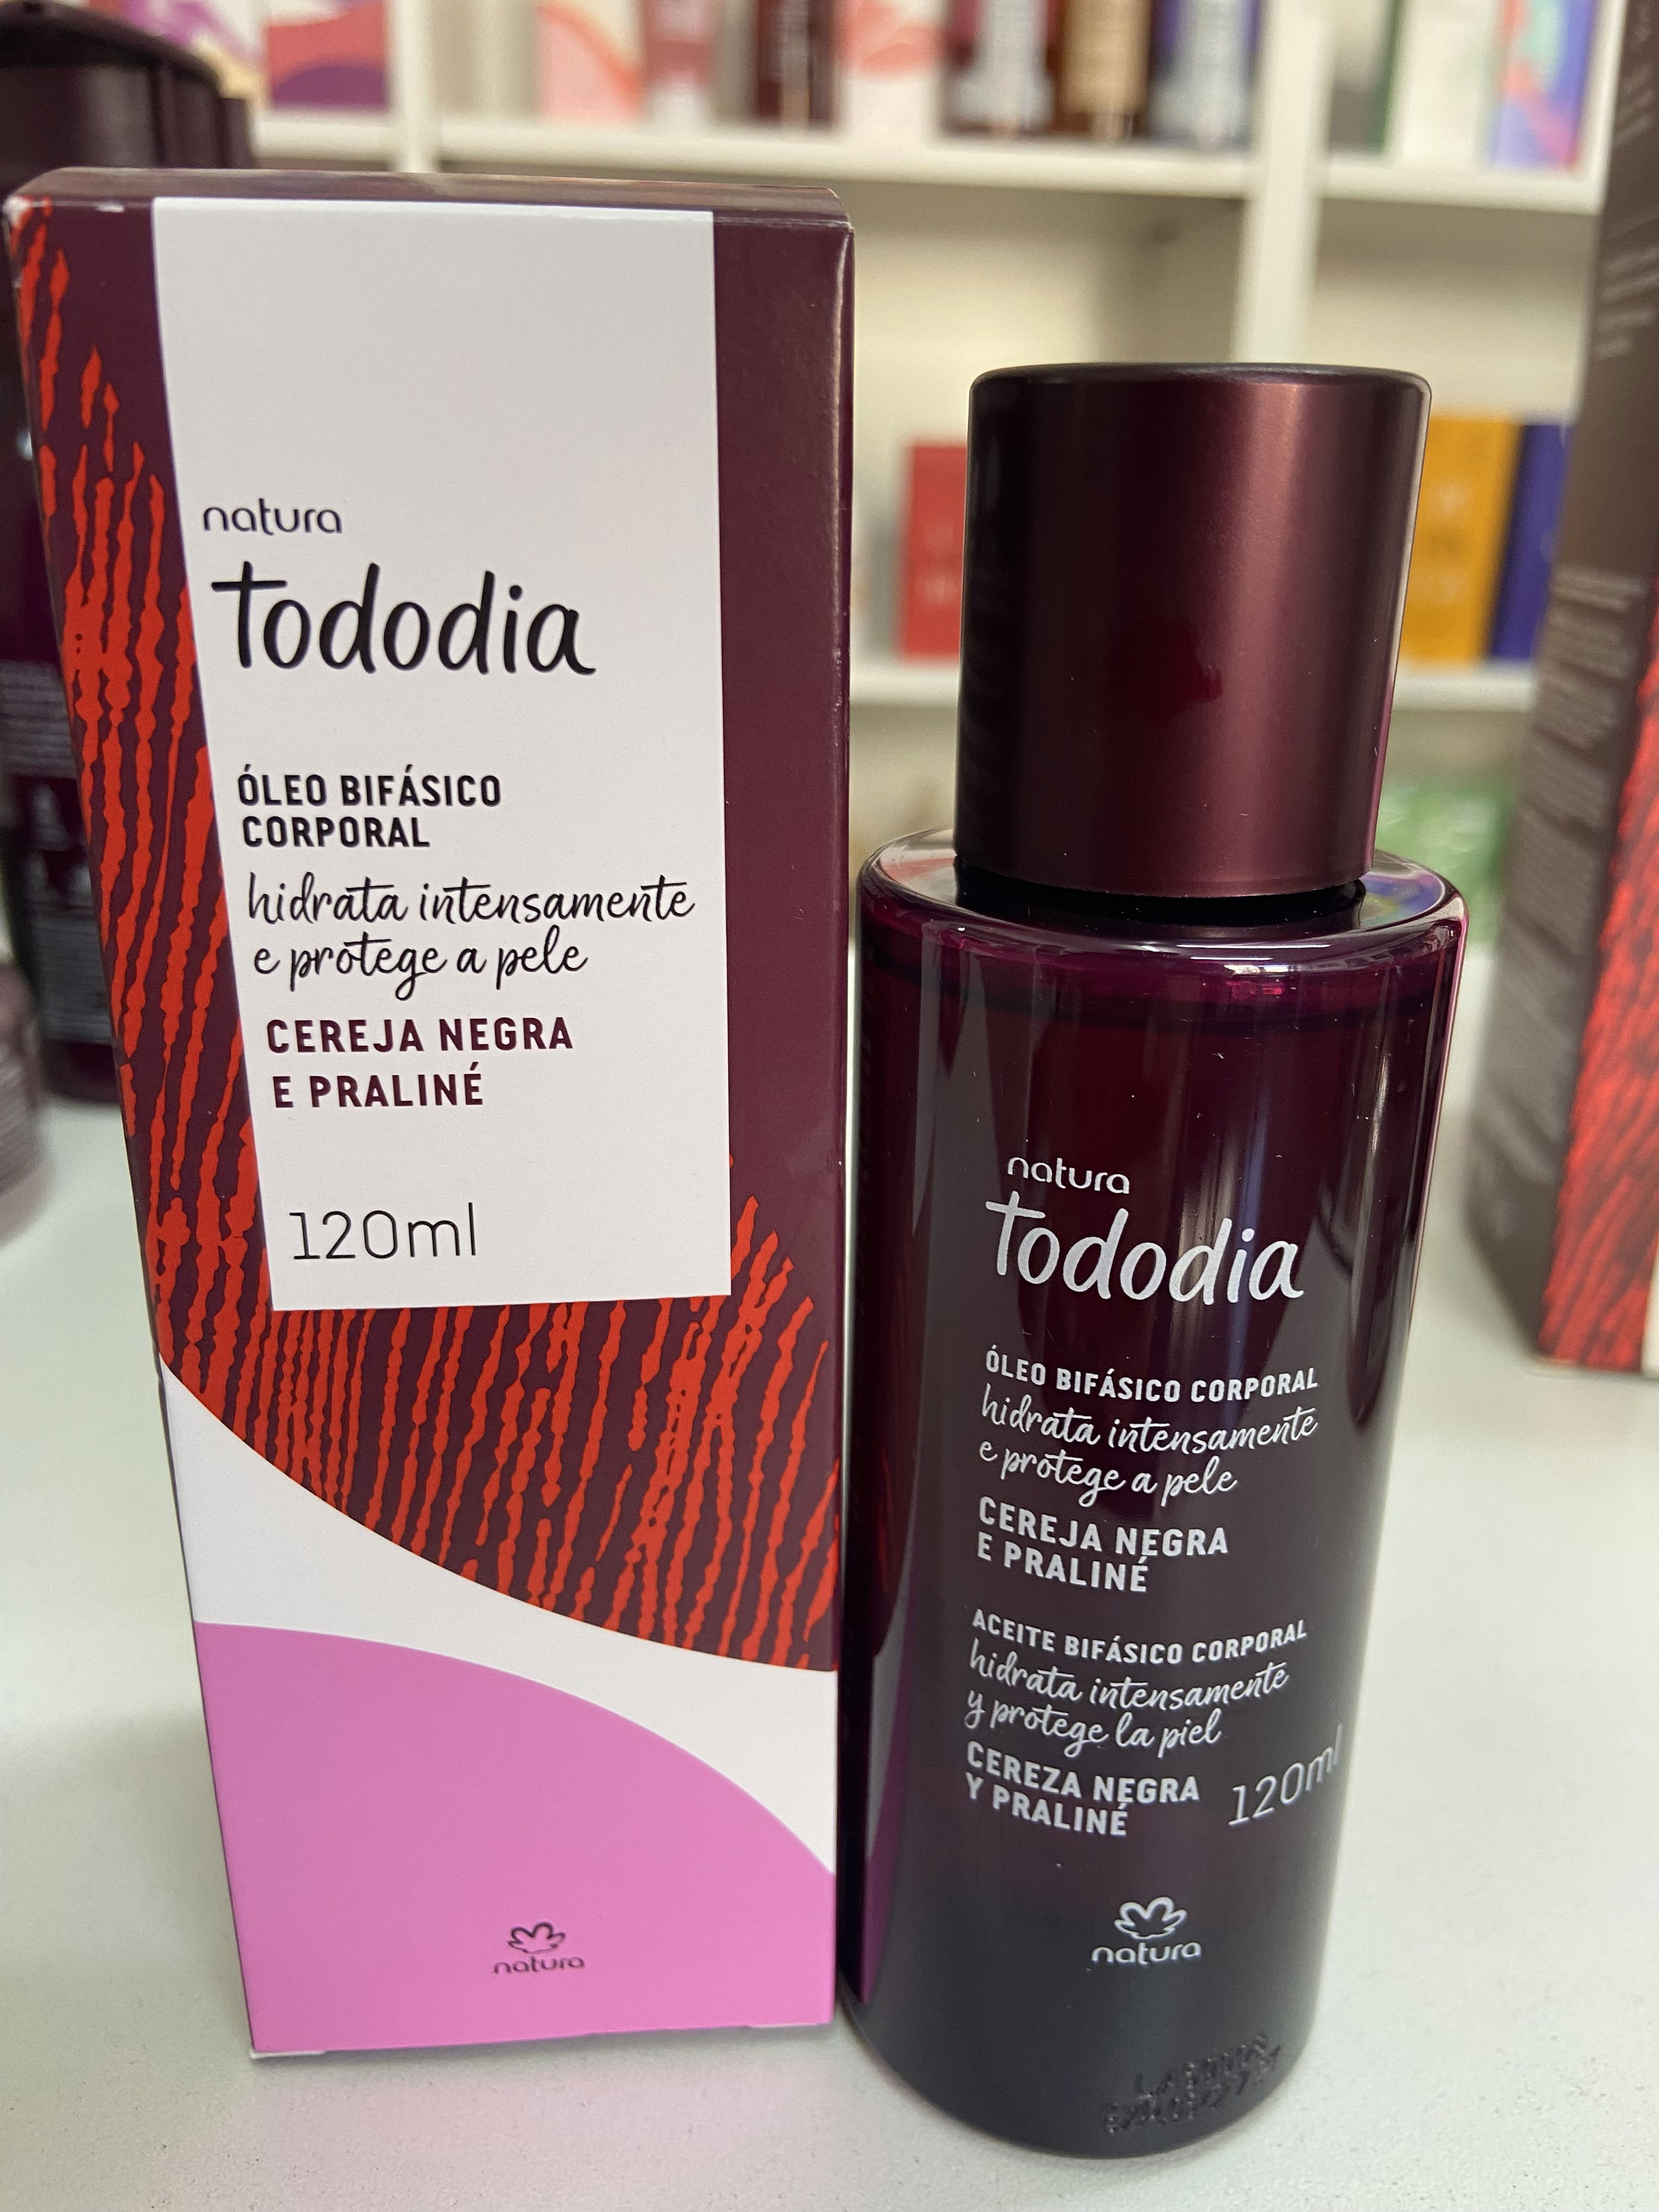 natura
Tododia
ÓLEO BIFÁSICO
CORPORAL
hidrata intensamente
e protege a pele
CEREJA NEGRA
E PRALINÉ
120ml
natura
natura
Tododia
ÓLEO BIFÁSICO CORPORAL
hidrata intensamente
e protege a pele
CEREJA NEGRA
E PRALINÉ
ACEITE BIFÁSICO CORPORAL
hidrata intensamente
y protege la piel
CEREZA NEGRA
Y PRALINÉ
120ml
natura